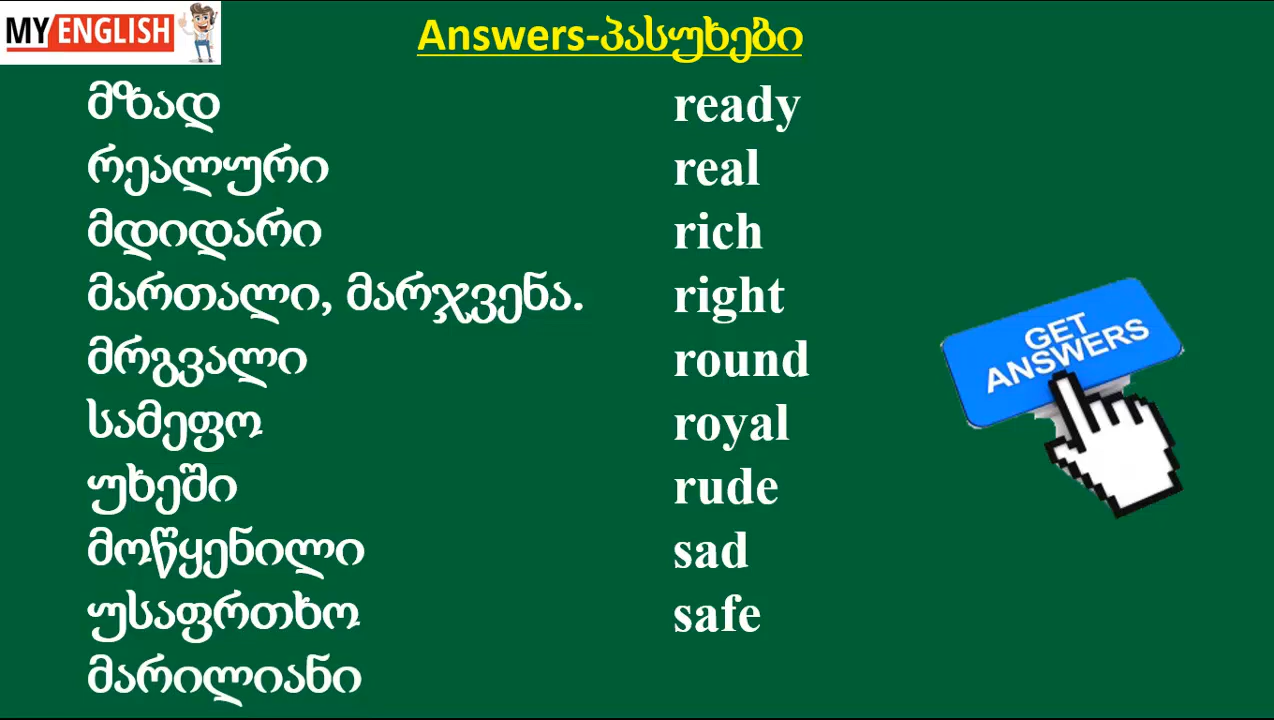 MY ENGLISH
Answers-პასუხები
მზად ready
რეალური real
მდიდარი rich
მართალი, მარჯვენა. right
მრგვალი round
სამეფო royal
უხეში rude
მოწყენილი sad
უსაფრთხო safe
მარილიანი
GET
ANSWERS